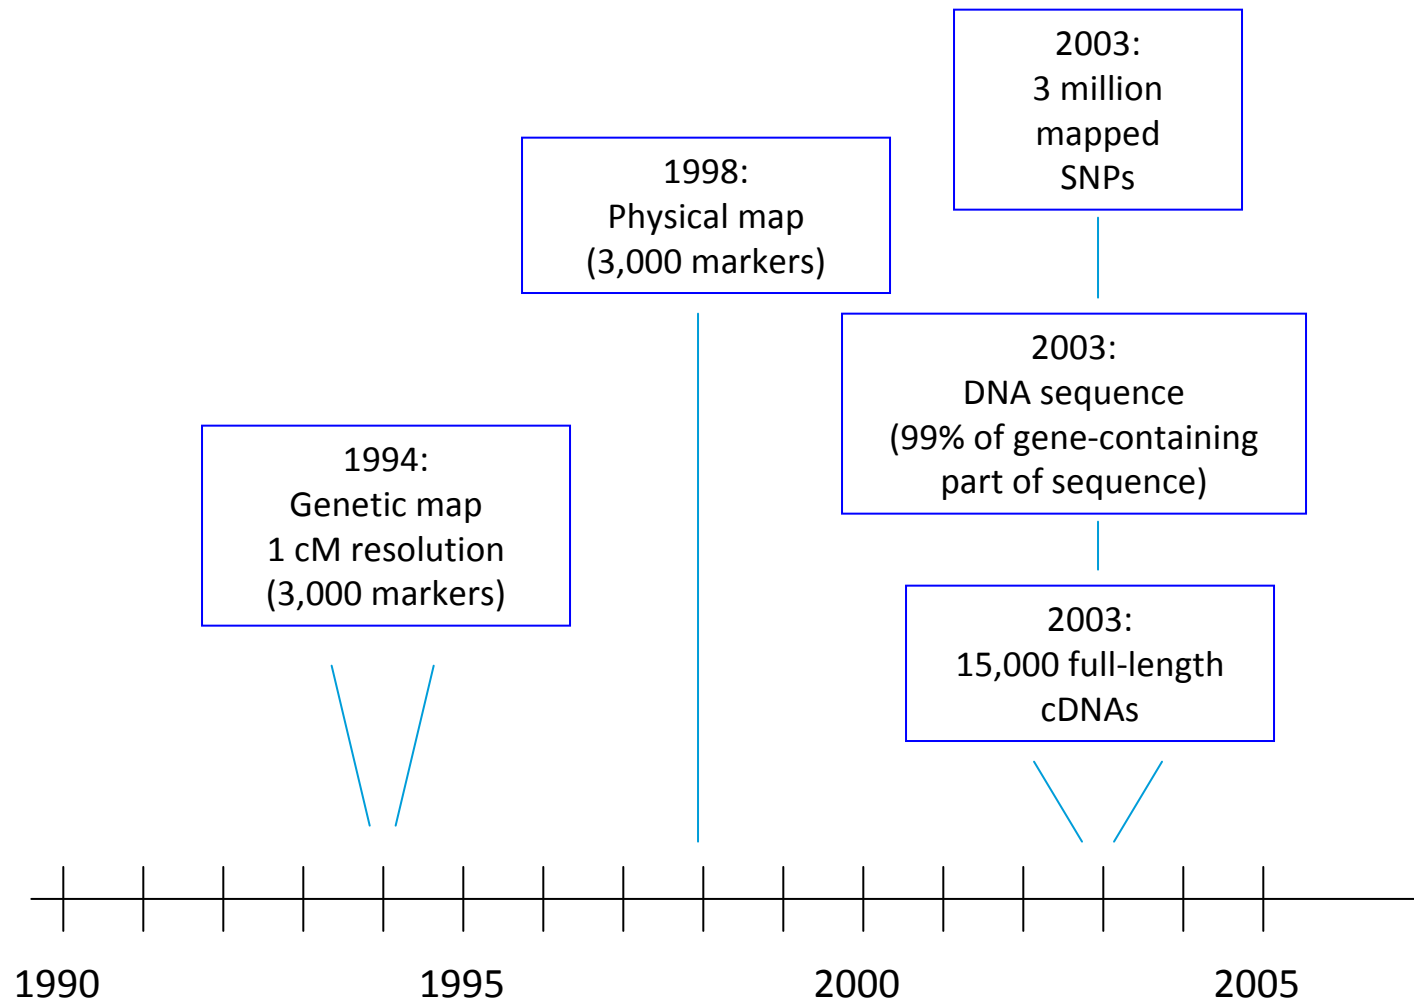 2003:
3 million
mapped
SNPs
1998:
Physical map
(3,000 markers)
2003:
DNA sequence
(99% of gene-containing
part of sequence)
1994:
Genetic map
1 cM resolution
(3,000 markers)
2003:
15,000 full-length
cDNAs
1990
1995
2000
2005